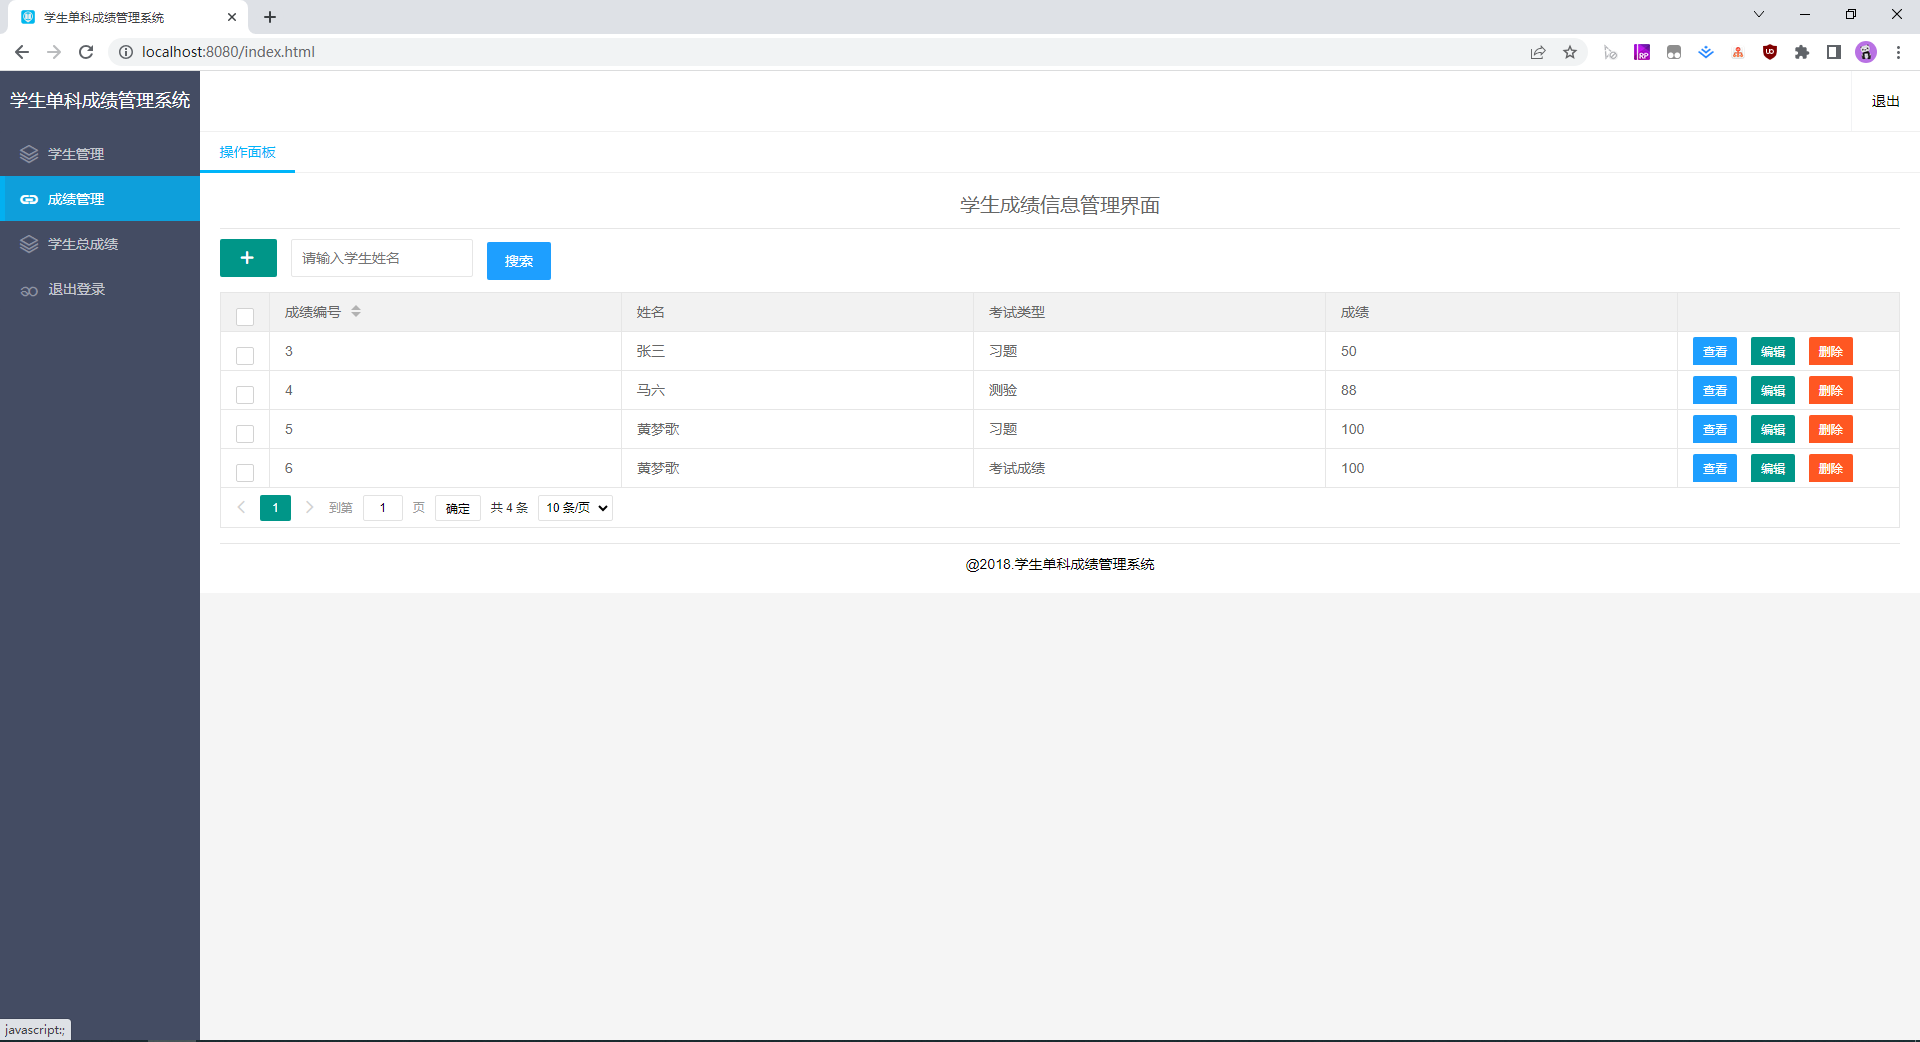 学生单科成绩管理系统
localhost:8080/index.html
RP
UD
学生单科成绩管理系统
退出
学生管理
操作面板
成绩管理
学生成绩信息管理界面
学生总成绩
+
请输入学生姓名
搜索
退出登录
成绩编号 姓名 考试类型 成绩
3 张三 习题 50 查看 编辑 删除
4 马六 测验 88 查看 编辑 删除
5 黄梦歌 习题 100 查看 编辑 删除
6 黄梦歌 考试成绩 100 查看 编辑 删除
1 到第 1 页 确定 共 4 条 10 条/页
@2018.学生单科成绩管理系统
javascript:;